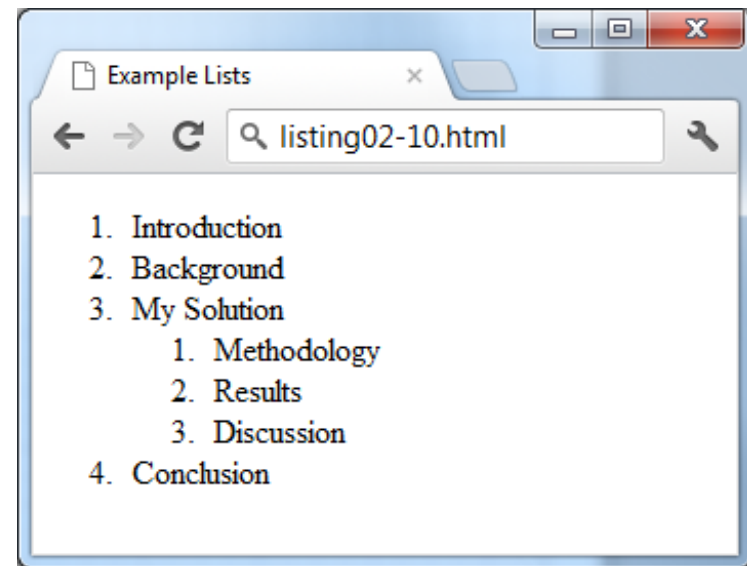 Example Lists
listing02-10.html
1. Introduction
2. Background
3. My Solution
1. Methodology
2. Results
3. Discussion
4. Conclusion